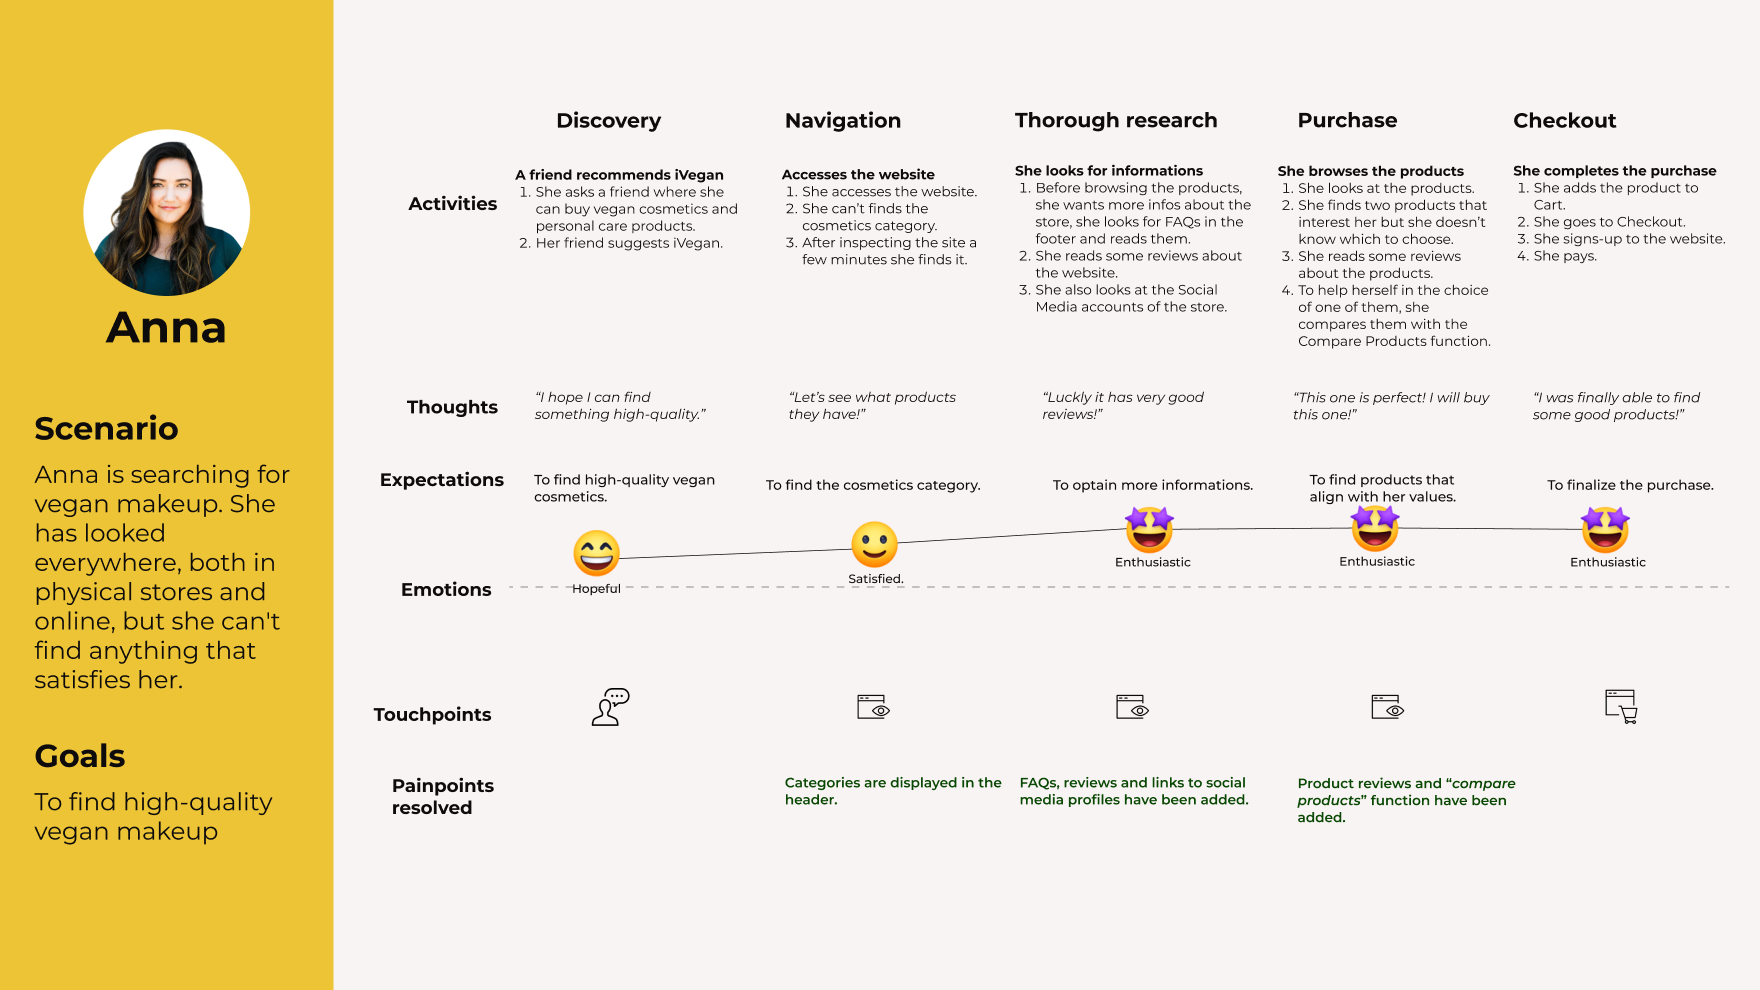 Anna
Scenario
Anna is searching for
vegan makeup. She
has looked
everywhere, both in
physical stores and
online, but she can't
find anything that
satisfies her.
Goals
To find high-quality
vegan makeup
Discovery
Navigation
Thorough research
Purchase
Checkout
Activities
A friend recommends iVegan
1. She asks a friend where she
can buy vegan cosmetics and
personal care products.
2. Her friend suggests iVegan.
Accesses the website
1. She accesses the website.
2. She can't finds the
cosmetics category.
3. After inspecting the site a
few minutes she finds it.
She looks for informations
1. Before browsing the products,
she wants more infos about the
store, she looks for FAQs in the
footer and reads them.
2. She reads some reviews about
the website.
3. She also looks at the Social
Media accounts of the store.
She browses the products
1. She looks at the products.
2. She finds two products that
interest her but she doesn't
know which to choose.
3. She reads some reviews
about the products.
4. To help herself in the choice
of one of them, she
compares them with the
Compare Products function.
She completes the purchase
1. She adds the product to
Cart.
2. She goes to Checkout.
3. She signs-up to the website.
4. She pays.
Thoughts
“I hope I can find
something high-quality.”
“Let's see what products
they have!”
“Luckly it has very good
reviews!”
“This one is perfect! I will buy
this one!”
“I was finally able to find
some good products!”
Expectations
To find high-quality vegan
cosmetics.
To find the cosmetics category.
To optain more informations.
To find products that
align with her values.
To finalize the purchase.
Emotions
Hopeful
Satisfied.
Enthusiastic
Enthusiastic
Enthusiastic
Touchpoints
Painpoints
resolved
Categories are displayed in the
header.
FAQs, reviews and links to social
media profiles have been added.
Product reviews and “compare
products” function have been
added.